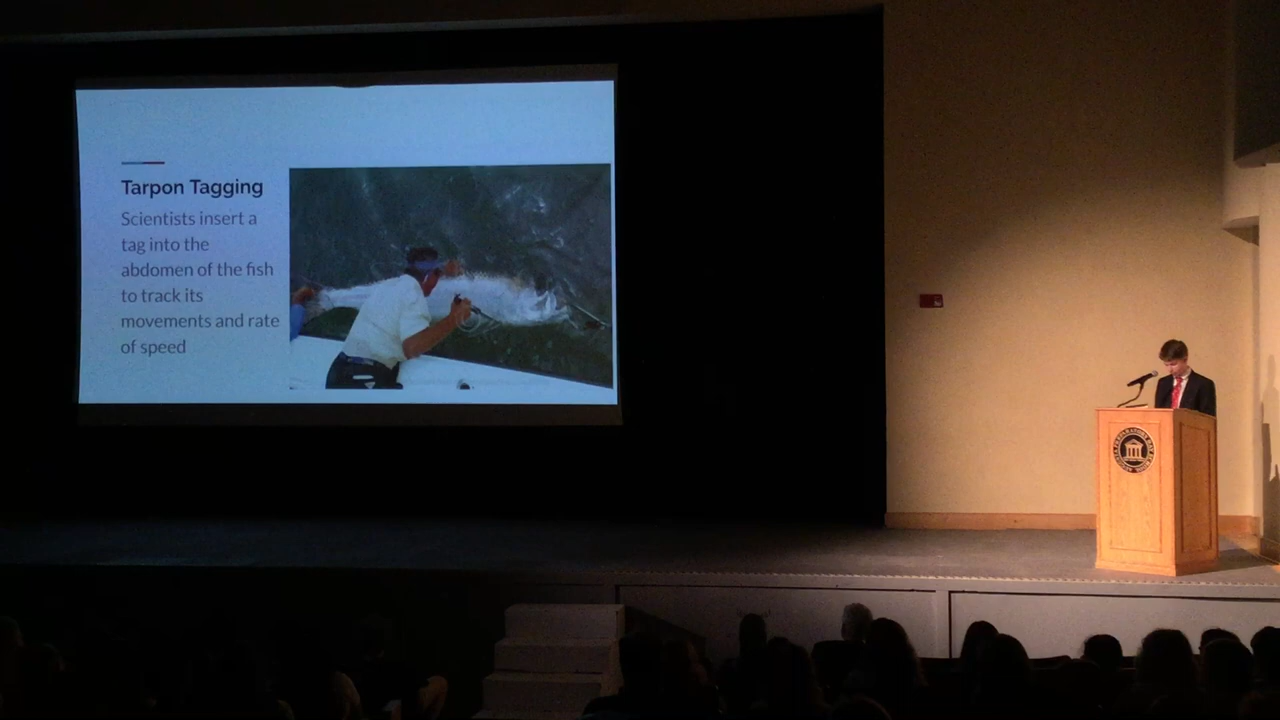 Tarpon Tagging
Scientists insert a
tag into the
abdomen of the fish
to track its
movements and rate
of speed